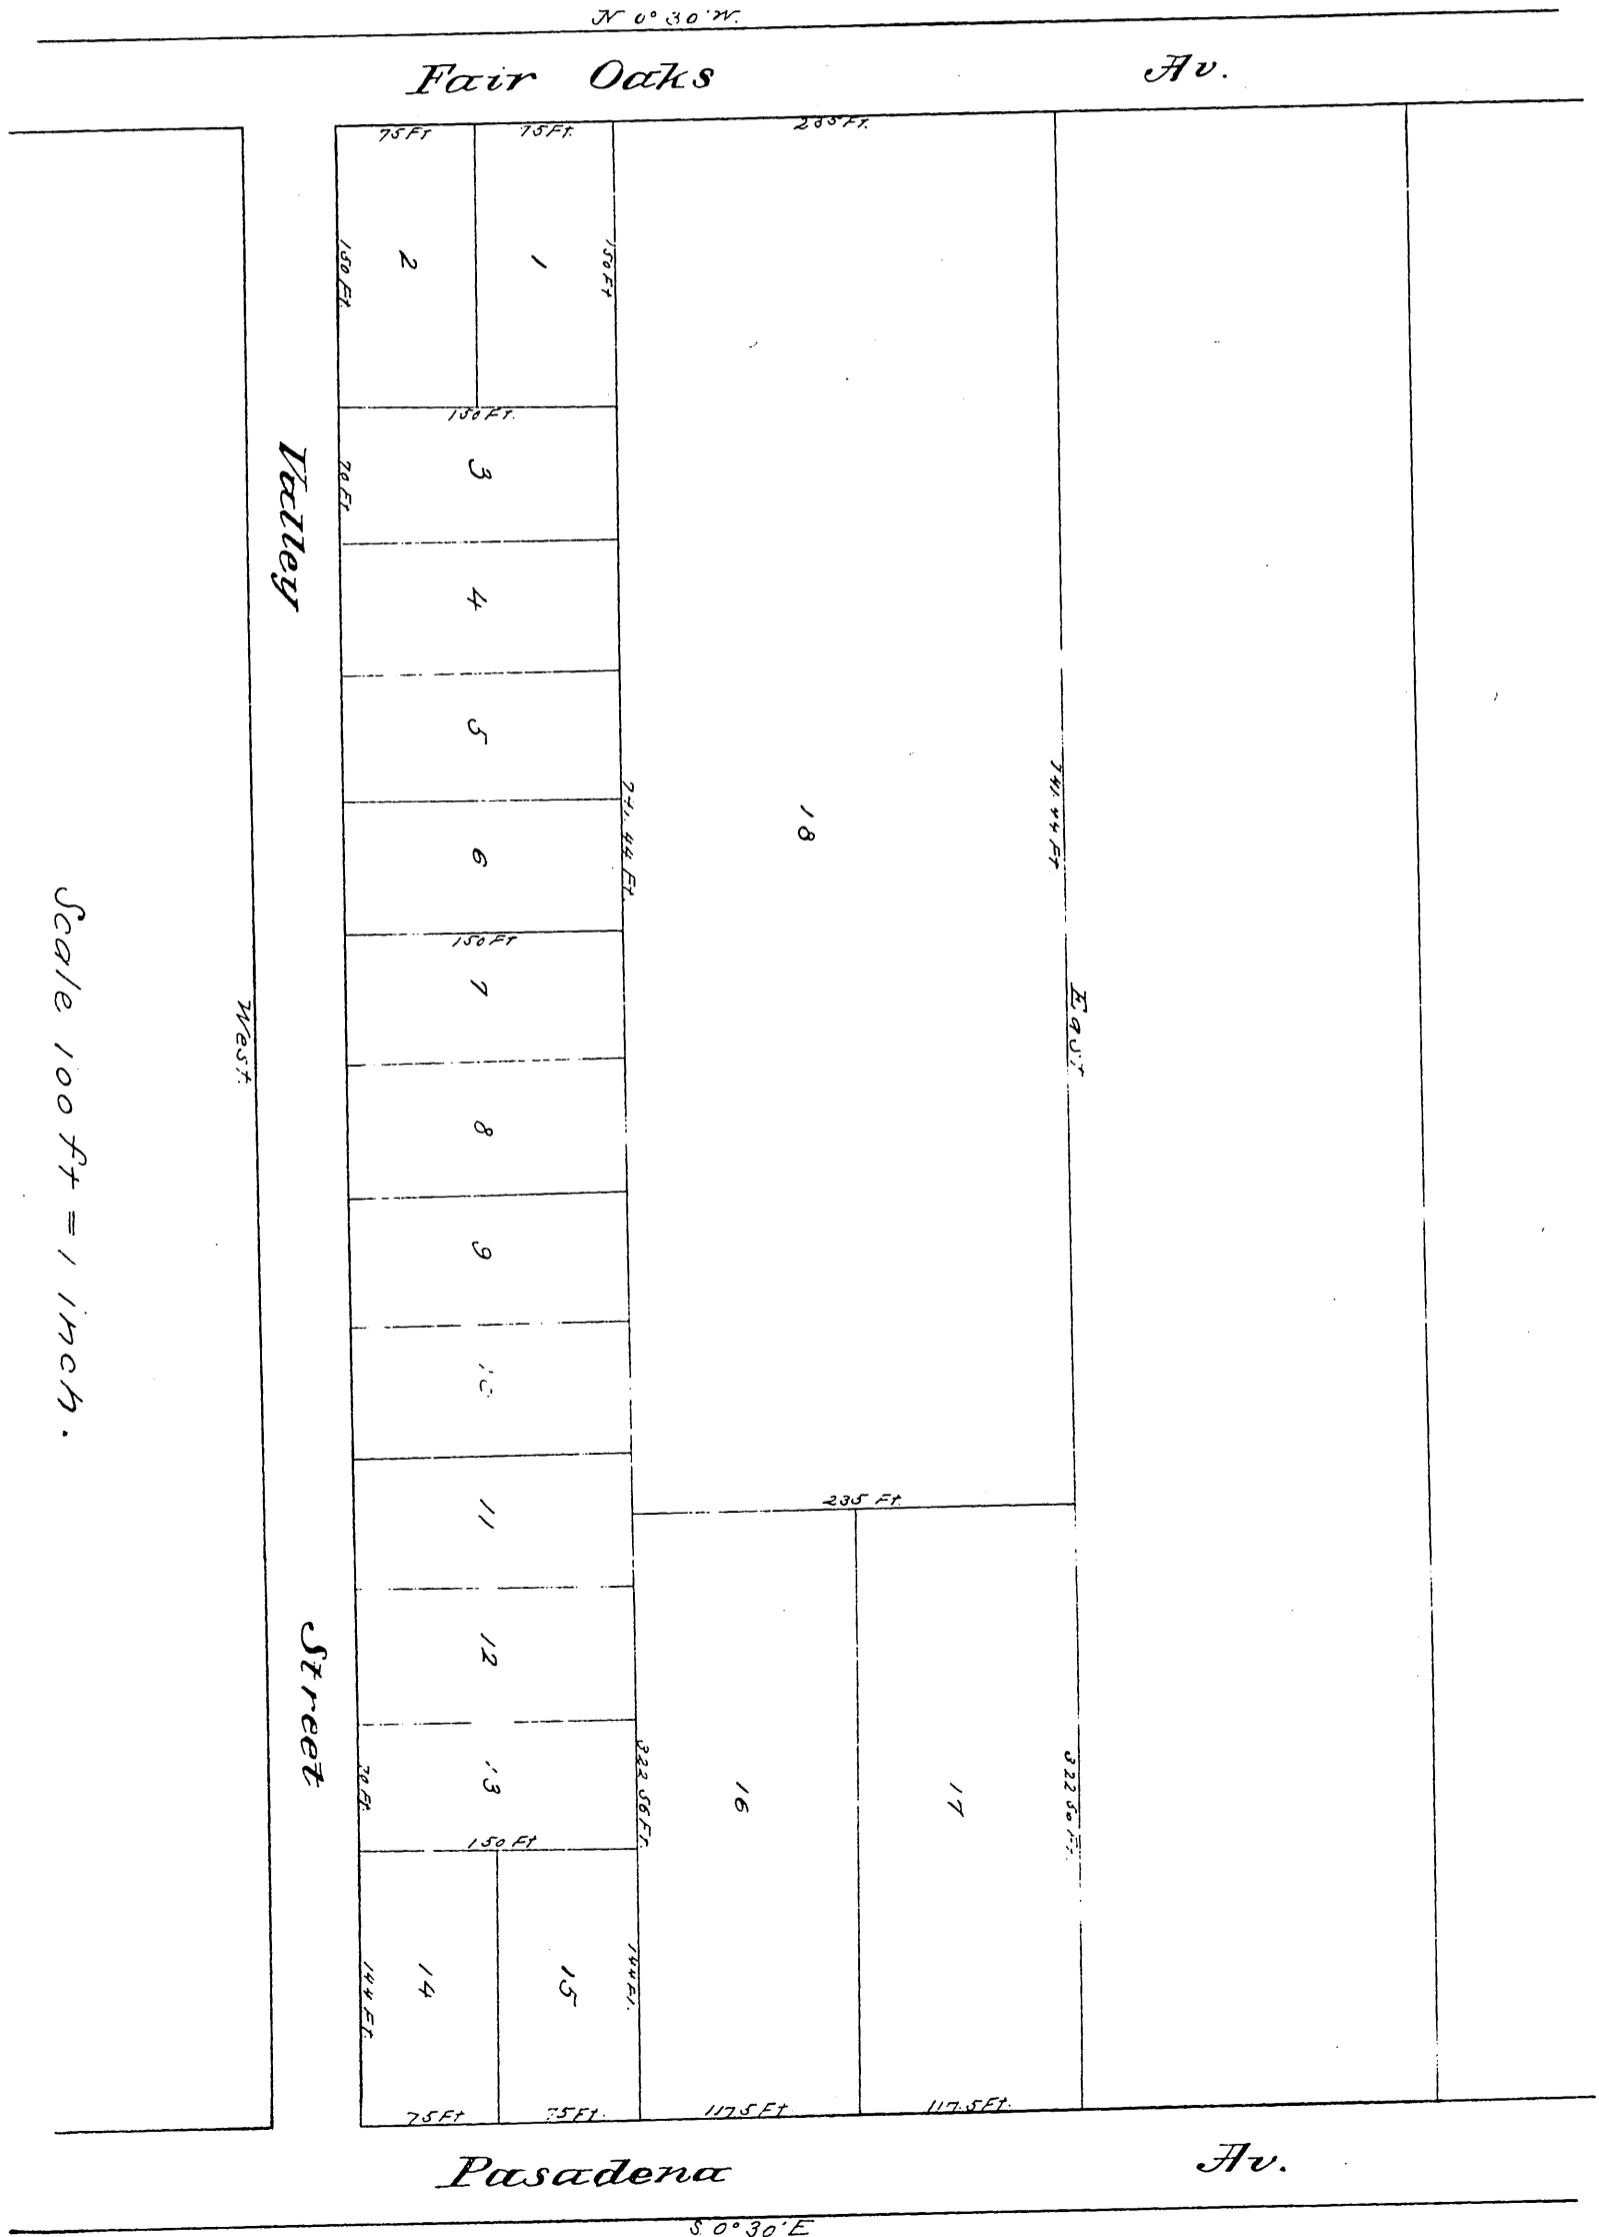 N 0° 30' W.
Fair Oaks Av.
75 Ft
75 Ft.
235 Ft.
150 Ft.
2
1
150 Ft
150 Ft.
Valley
70 Ft
3
4
5
6
741.44 Ft.
18
741.44 Ft
150 Ft
7
West.
East
8
9
10
Scale 100 ft = 1 inch.
11
235 Ft.
12
Street
70 Ft.
13
322.56 Ft.
16
17
322.56 Ft.
150 Ft
144 Ft.
14
15
144 Ft.
75 Ft
75 Ft.
117.5 Ft.
117.5 Ft.
Pasadena Av.
S. 0° 30' E